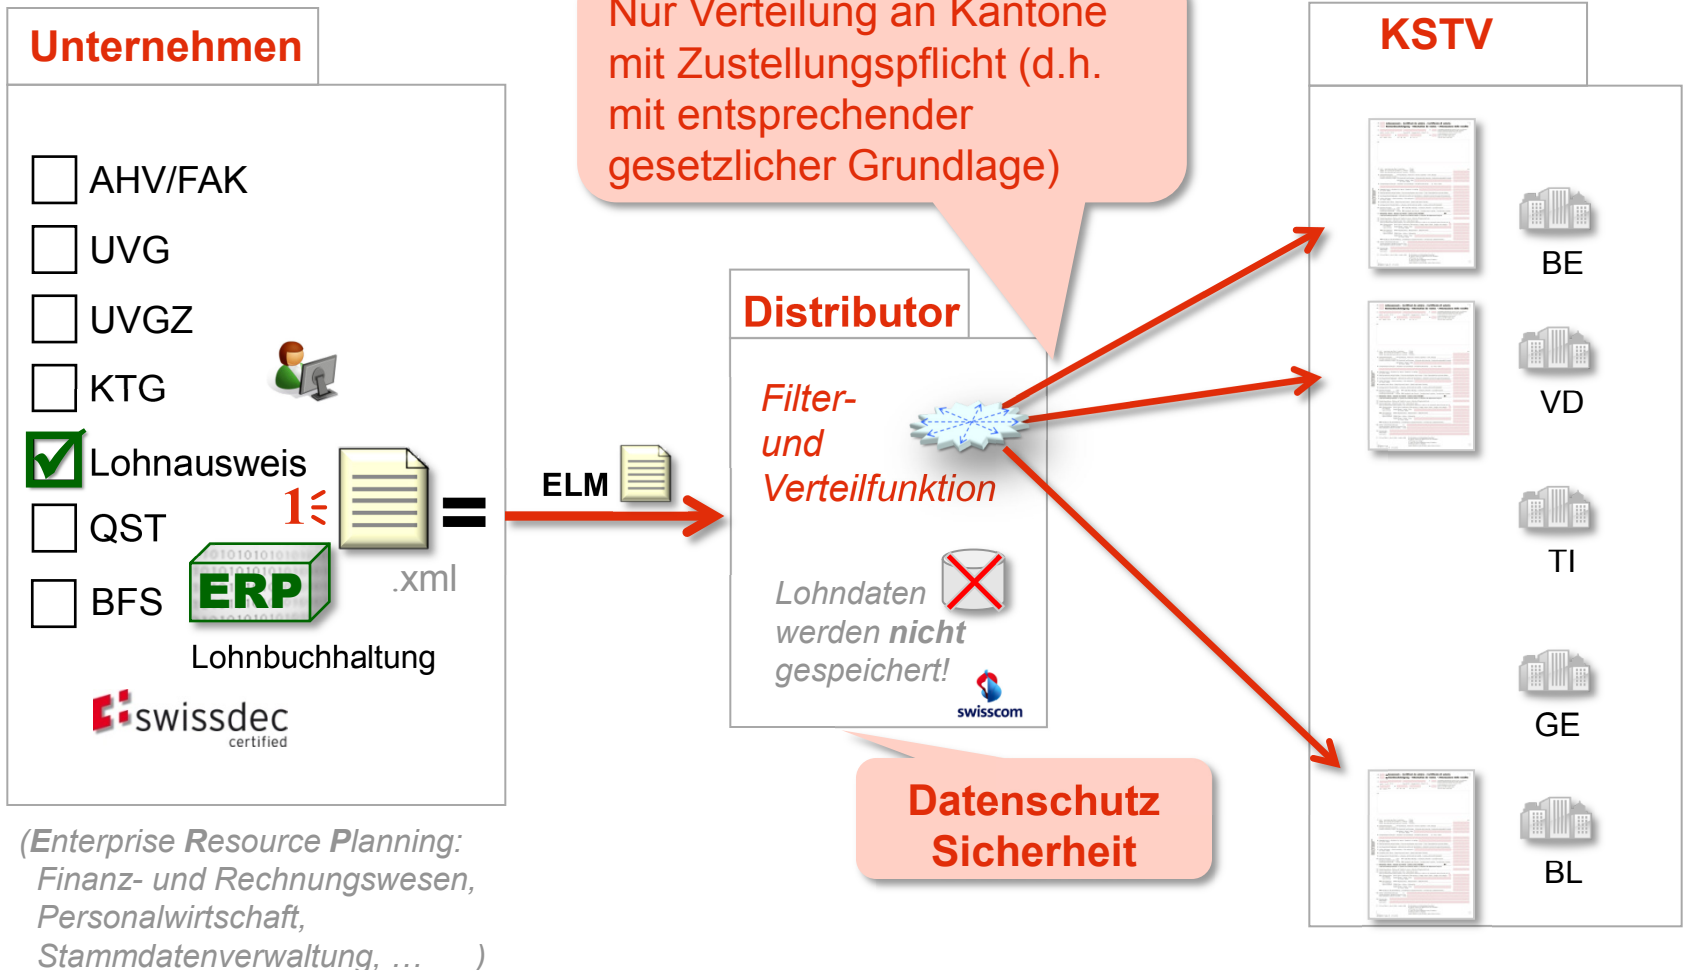 Unternehmen
AHV/FAK
UVG
UVGZ
KTG
Lohnausweis
QST
BFS
1
ERP
.xml
=
Lohnbuchhaltung
swissdec
certified
(Enterprise Resource Planning:
Finanz- und Rechnungswesen,
Personalwirtschaft,
Stammdatenverwaltung, … )
ELM
Nur Verteilung an Kantone
mit Zustellungspflicht (d.h.
mit entsprechender
gesetzlicher Grundlage)
Distributor
Filter-
und
Verteilfunktion
Lohndaten
werden nicht
gespeichert!
swisscom
Datenschutz
Sicherheit
KSTV
BE
VD
TI
GE
BL